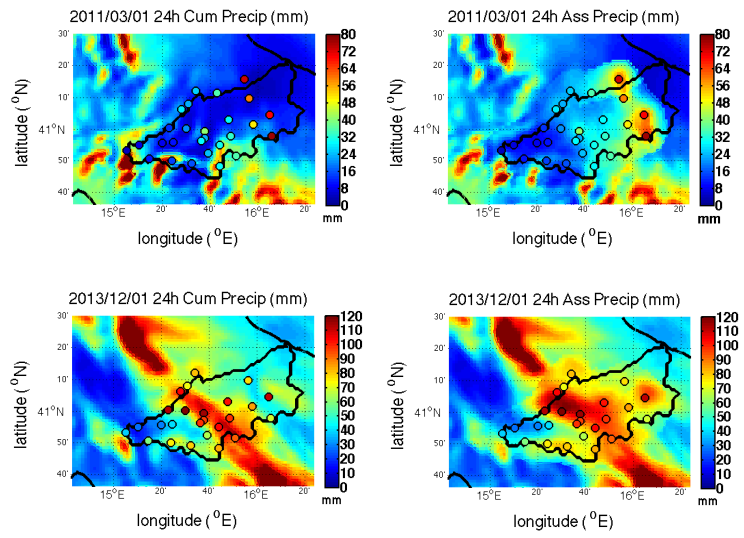 2011/03/01 24h Cum Precip (mm)
30'
20'
10'
41°N
50'
40'
15°E
20'
40'
16°E
20'
latitude (°N)
longitude (°E)
80
72
64
56
48
40
32
24
16
8
0
mm
2011/03/01 24h Ass Precip (mm)
30'
20'
10'
41°N
50'
40'
15°E
20'
40'
16°E
20'
latitude (°N)
longitude (°E)
80
72
64
56
48
40
32
24
16
8
0
mm
2013/12/01 24h Cum Precip (mm)
30'
20'
10'
41°N
50'
40'
15°E
20'
40'
16°E
20'
latitude (°N)
longitude (°E)
120
110
100
90
80
70
60
50
40
30
20
10
0
mm
2013/12/01 24h Ass Precip (mm)
30'
20'
10'
41°N
50'
40'
15°E
20'
40'
16°E
20'
latitude (°N)
longitude (°E)
120
110
100
90
80
70
60
50
40
30
20
10
0
mm